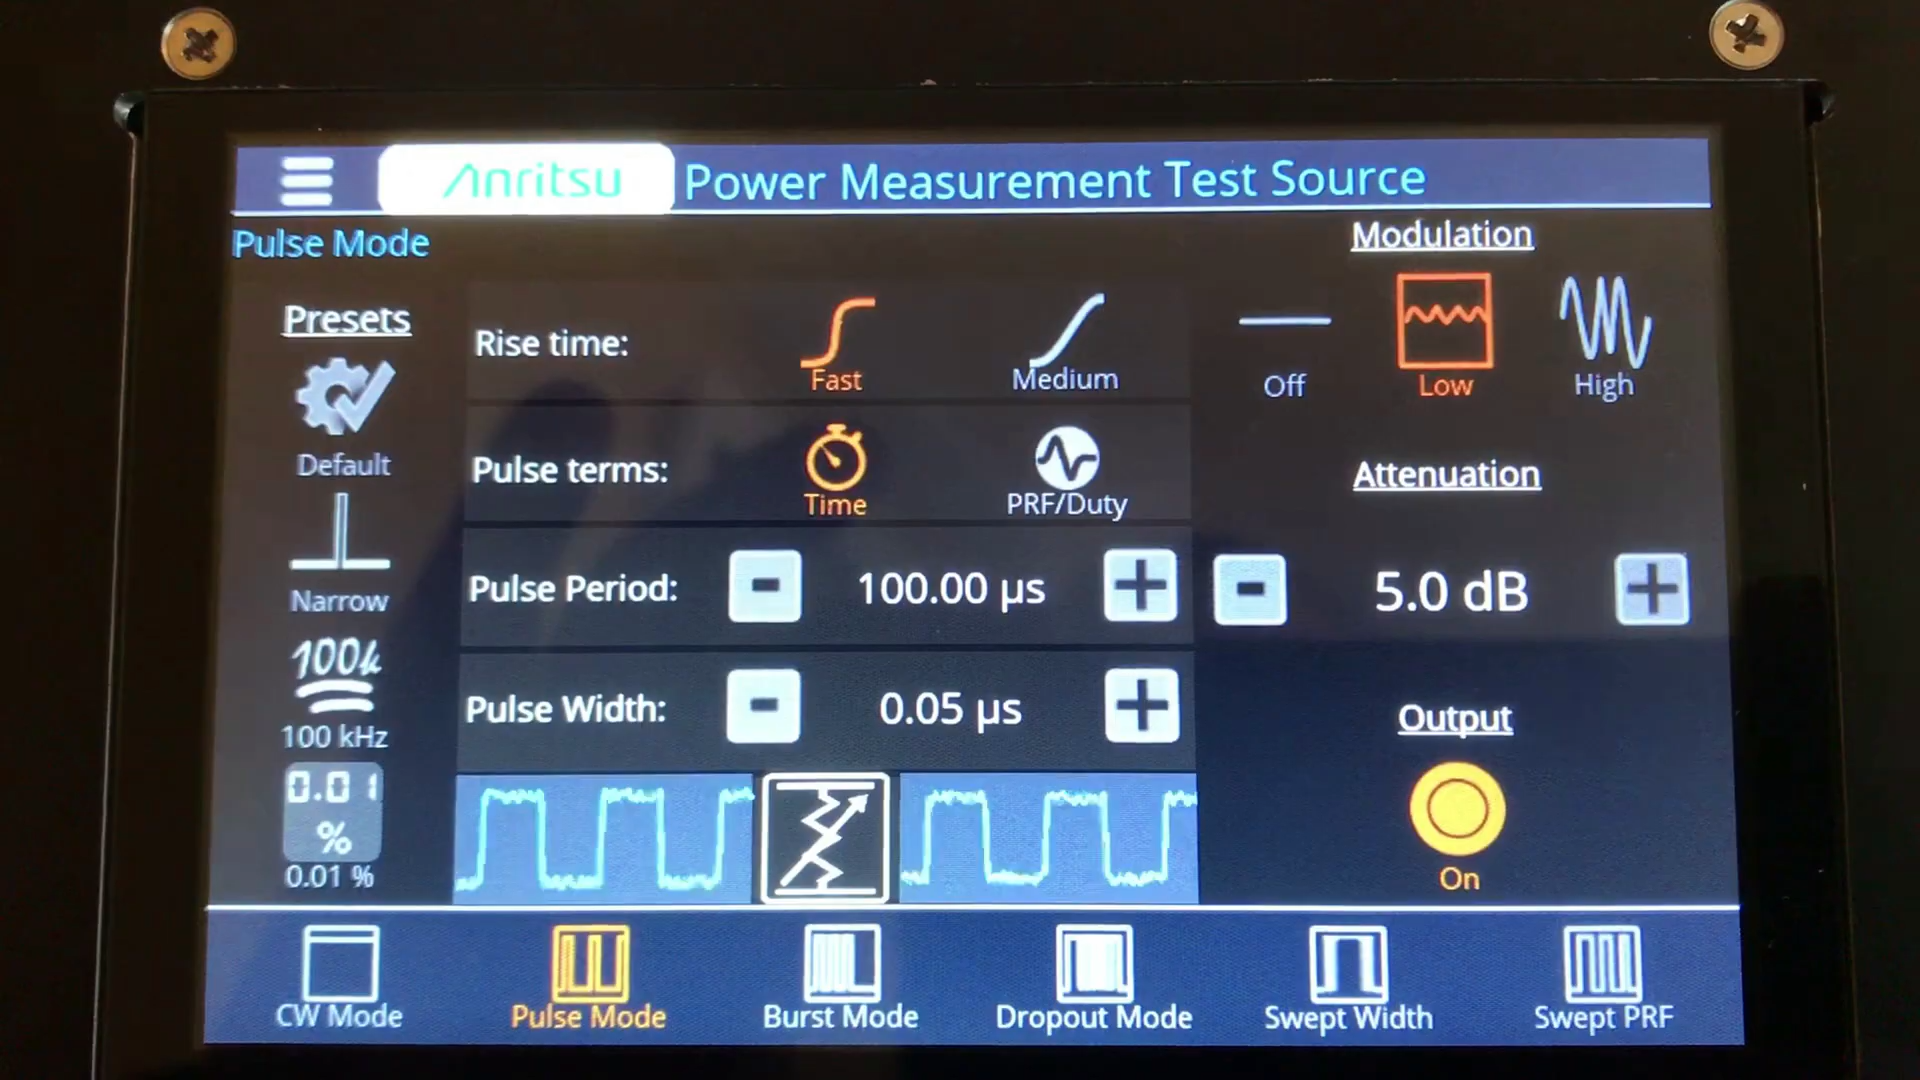 Anritsu Power Measurement Test Source
Pulse Mode
Presets
Default
Narrow
100k
100 kHz
0.01
%
0.01 %
Rise time:
Fast
Medium
Pulse terms:
Time
PRF/Duty
Pulse Period:
-
100.00 µs
+
Pulse Width:
-
0.05 µs
+
Modulation
Off
Low
High
Attenuation
-
5.0 dB
+
Output
On
CW Mode
Pulse Mode
Burst Mode
Dropout Mode
Swept Width
Swept PRF